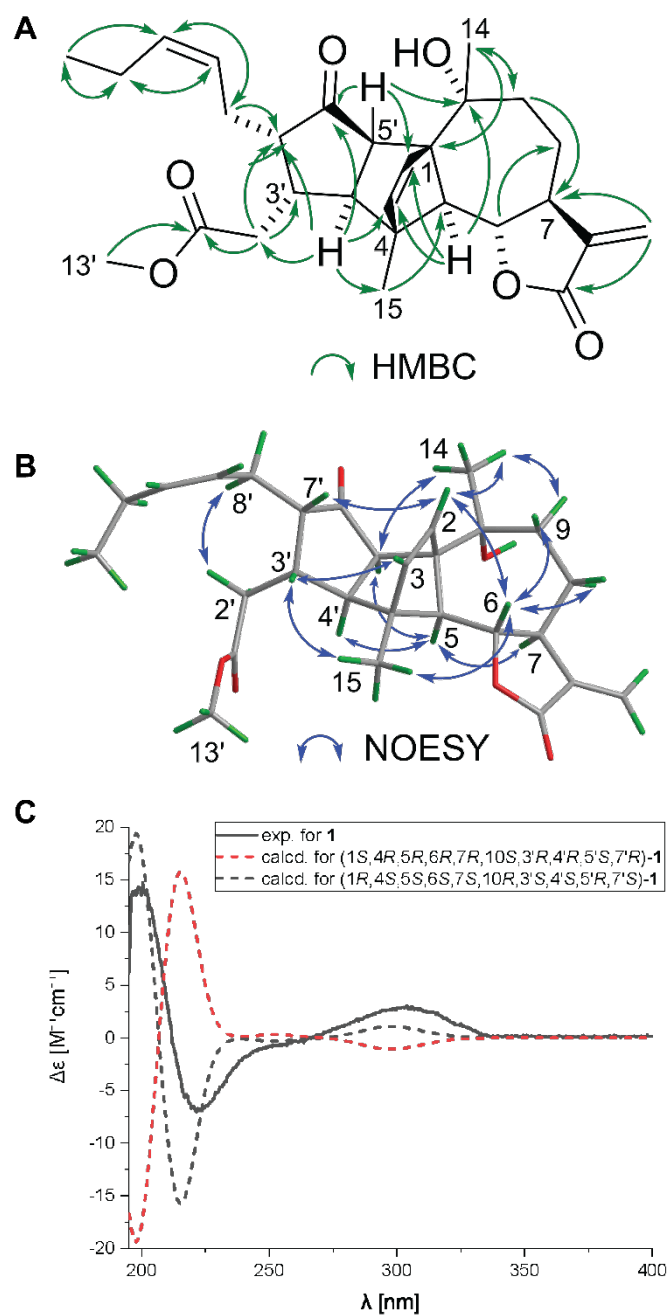 A
O
H
HO
14
5'
1
3'
4
7
O
13'
O
H
15
H
O
O
HMBC
B
14
7'
2
8'
9
3
3'
6
2'
4'
5
7
15
13'
NOESY
C
exp. for 1
calcd. for (1S,4R,5R,6R,7R,10S,3'R,4'R,5'S,7'R)-1
calcd. for (1R,4S,5S,6S,7S,10R,3'S,4'S,5'R,7'S)-1
20
15
10
5
0
-5
-10
-15
-20
Δε [M⁻¹cm⁻¹]
200 250 300 350 400
λ [nm]